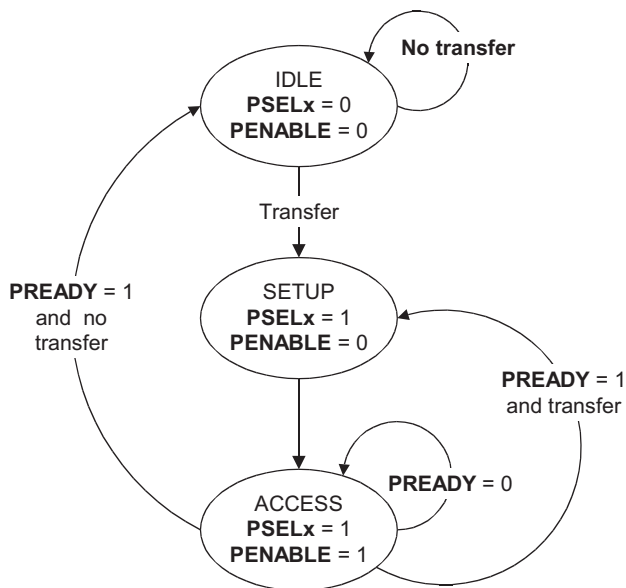 No transfer
IDLE
PSELx = 0
PENABLE = 0
Transfer
PREADY = 1
and no
transfer
SETUP
PSELx = 1
PENABLE = 0
PREADY = 1
and transfer
PREADY = 0
ACCESS
PSELx = 1
PENABLE = 1